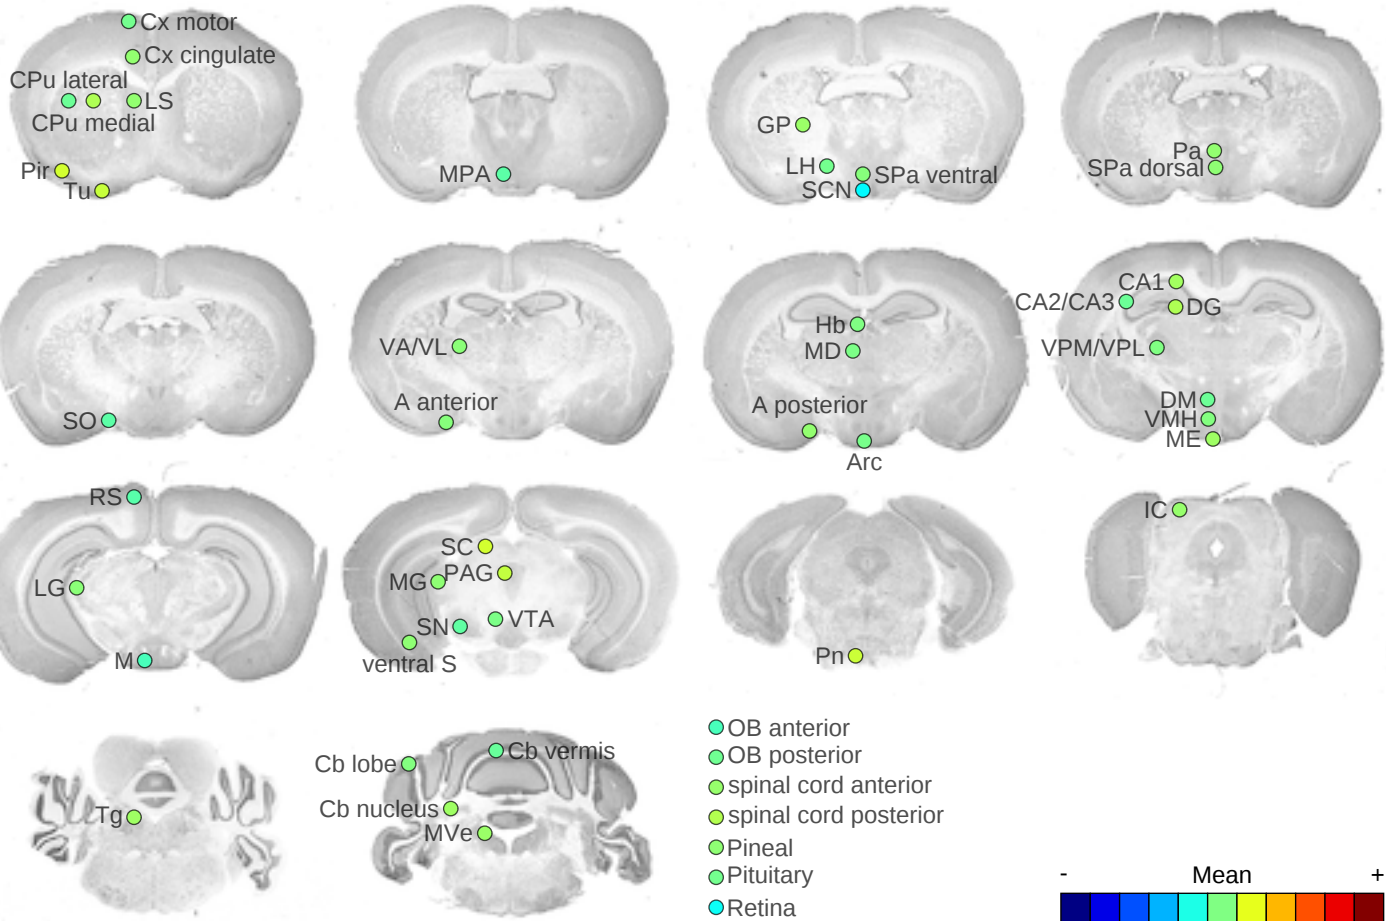 Cx motor
Cx cingulate
CPu lateral
LS
CPu medial
Pir
Tu
MPA
GP
LH
SPa ventral
SCN
Pa
SPa dorsal
SO
VA/VL
A anterior
Hb
MD
A posterior
Arc
CA1
CA2/CA3
DG
VPM/VPL
DM
VMH
ME
RS
LG
M
SC
PAG
MG
VTA
SN
ventral S
Pn
IC
Tg
Cb lobe
Cb vermis
Cb nucleus
MVe
OB anterior
OB posterior
spinal cord anterior
spinal cord posterior
Pineal
Pituitary
Retina
- Mean +